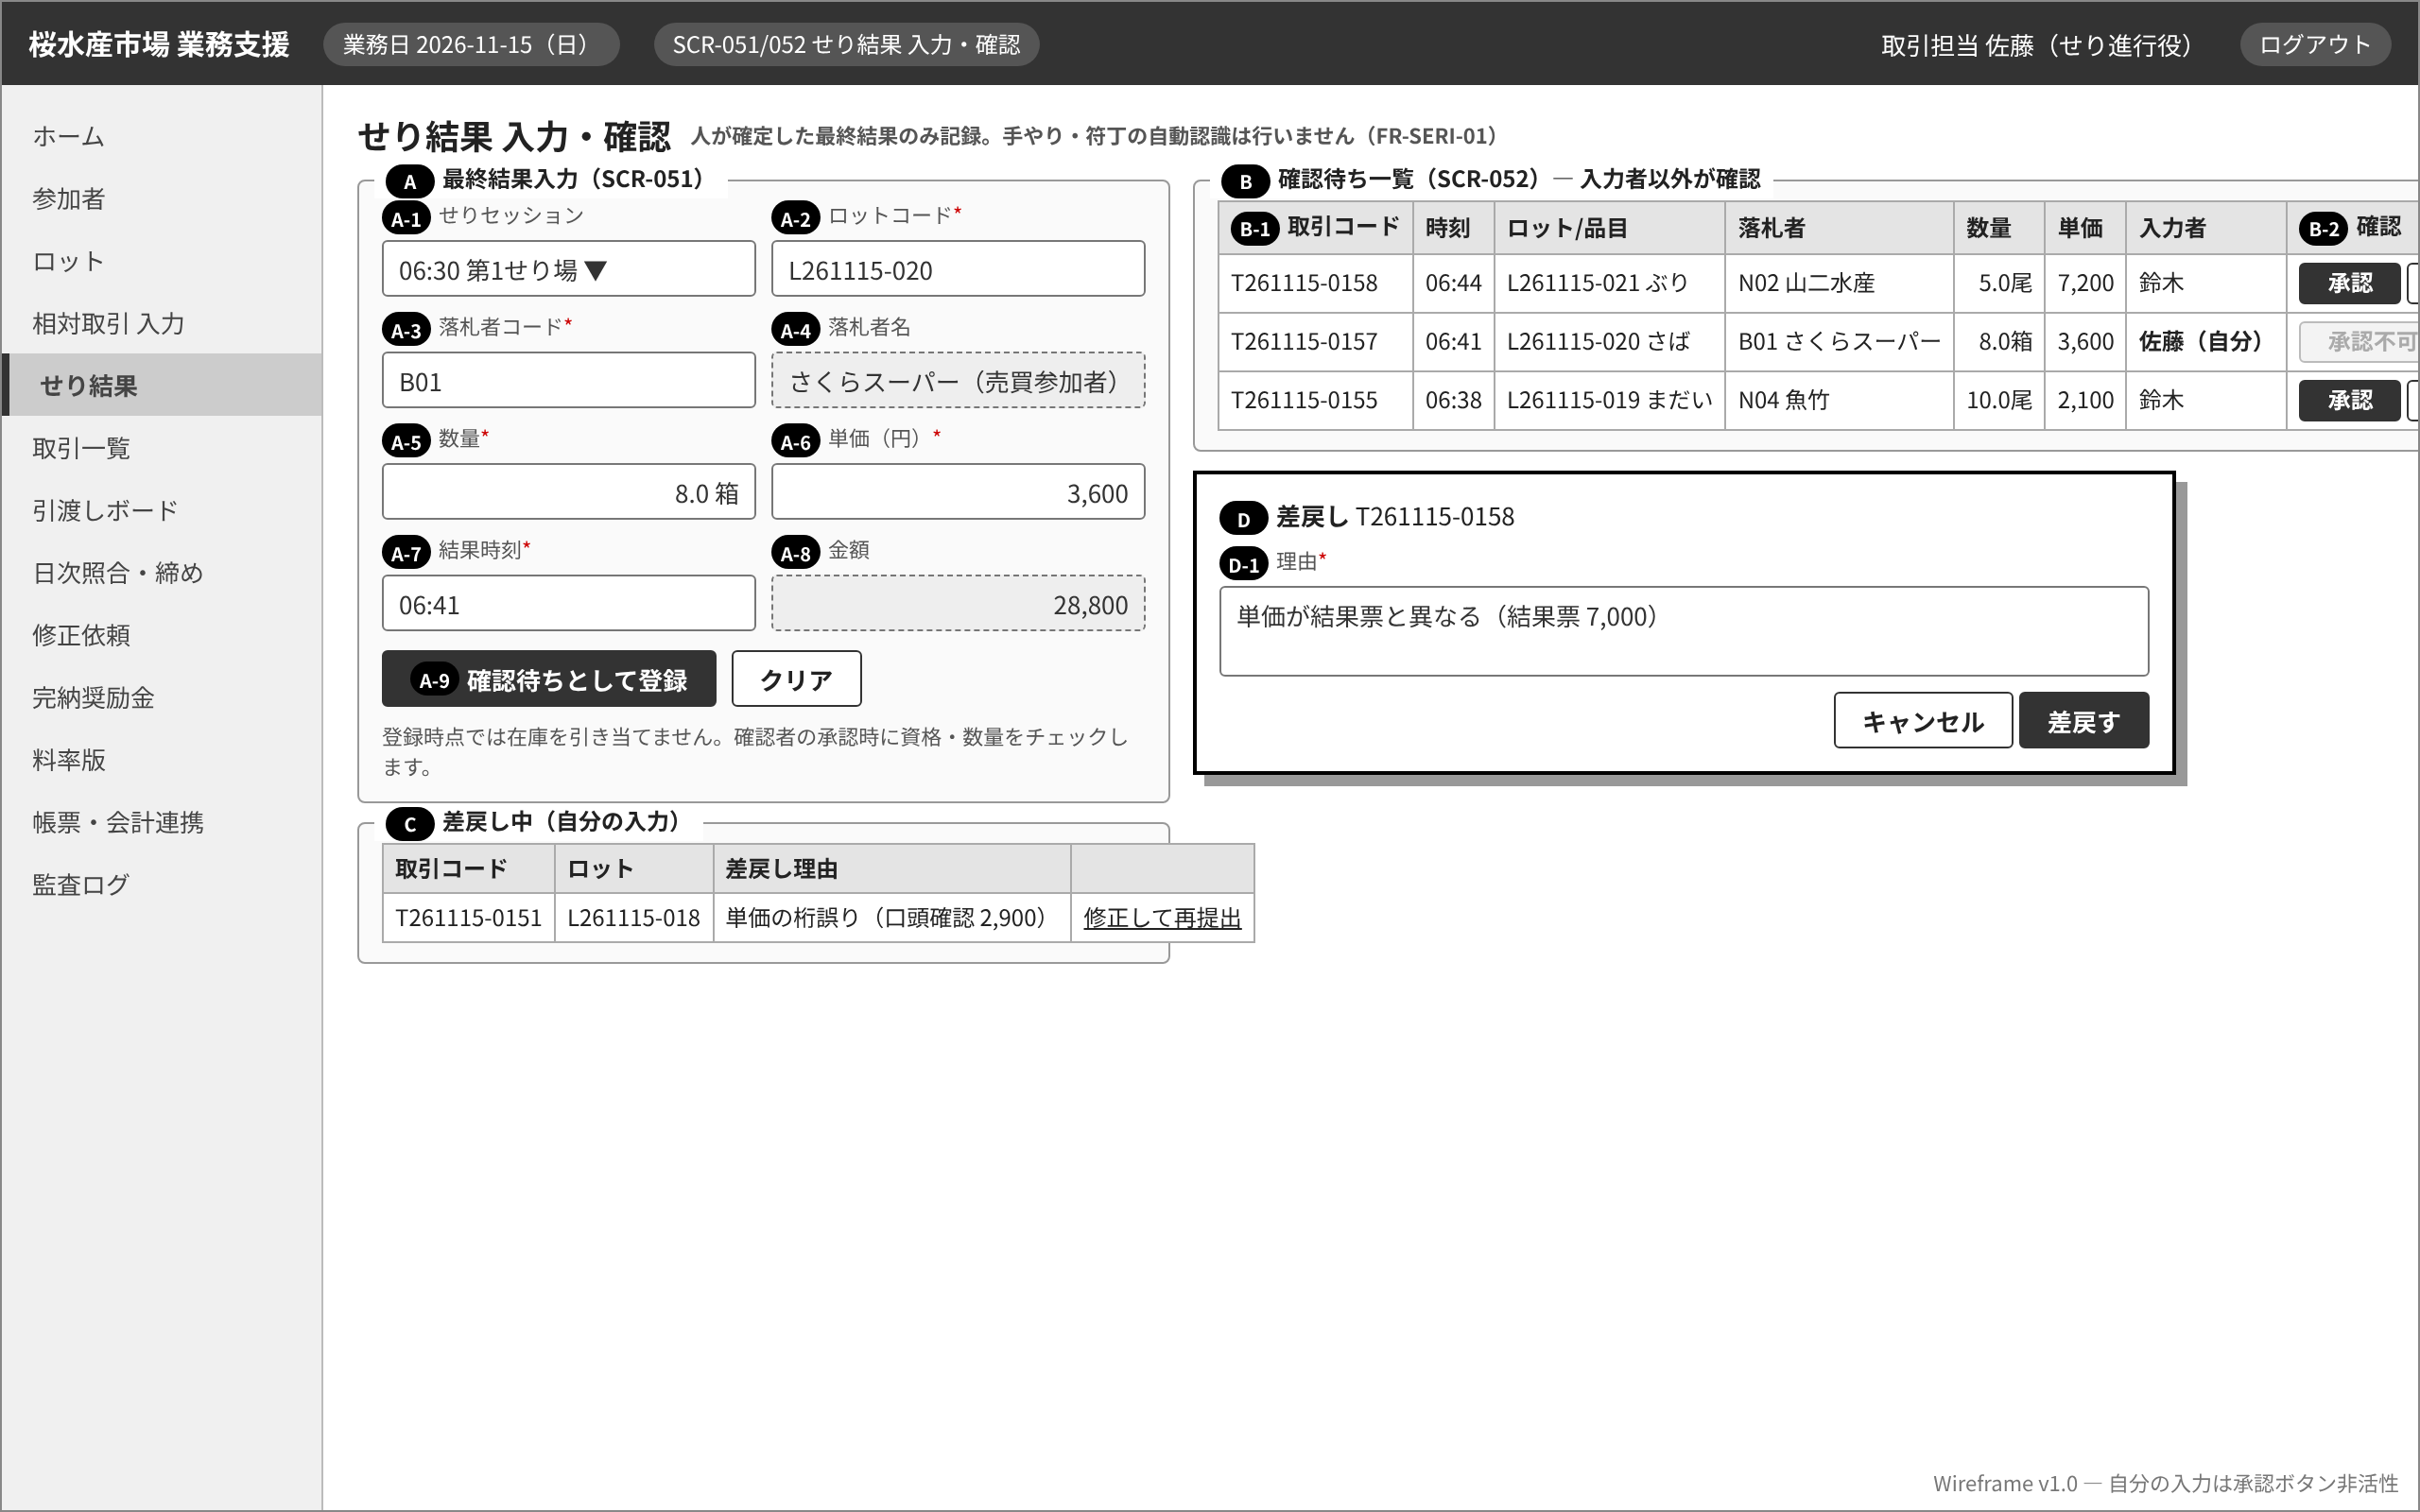 桜水産市場 業務支援
業務日 2026-11-15（日）
SCR-051/052 せり結果 入力・確認
取引担当 佐藤（せり進行役）
ログアウト
ホーム
参加者
ロット
相対取引 入力
せり結果
取引一覧
引渡しボード
日次照合・締め
修正依頼
完納奨励金
料率版
帳票・会計連携
監査ログ
せり結果 入力・確認 人が確定した最終結果のみ記録。手やり・符丁の自動認識は行いません（FR-SERI-01）
A 最終結果入力（SCR-051）
A-1 せりセッション
06:30 第1せり場 ▼
A-2 ロットコード*
L261115-020
A-3 落札者コード*
B01
A-4 落札者名
さくらスーパー（売買参加者）
A-5 数量*
8.0 箱
A-6 単価（円）*
3,600
A-7 結果時刻*
06:41
A-8 金額
28,800
A-9 確認待ちとして登録
クリア
登録時点では在庫を引き当てません。確認者の承認時に資格・数量をチェックし
ます。
C 差戻し中（自分の入力）
取引コード ロット 差戻し理由
T261115-0151 L261115-018 単価の桁誤り（口頭確認 2,900） 修正して再提出
B 確認待ち一覧（SCR-052）— 入力者以外が確認
B-1 取引コード 時刻 ロット/品目 落札者 数量 単価 入力者 B-2 確認
T261115-0158 06:44 L261115-021 ぶり N02 山二水産 5.0尾 7,200 鈴木 承認
T261115-0157 06:41 L261115-020 さば B01 さくらスーパー 8.0箱 3,600 佐藤（自分） 承認不可
T261115-0155 06:38 L261115-019 まだい N04 魚竹 10.0尾 2,100 鈴木 承認
D 差戻し T261115-0158
D-1 理由*
単価が結果票と異なる（結果票 7,000）
キャンセル
差戻す
Wireframe v1.0 — 自分の入力は承認ボタン非活性